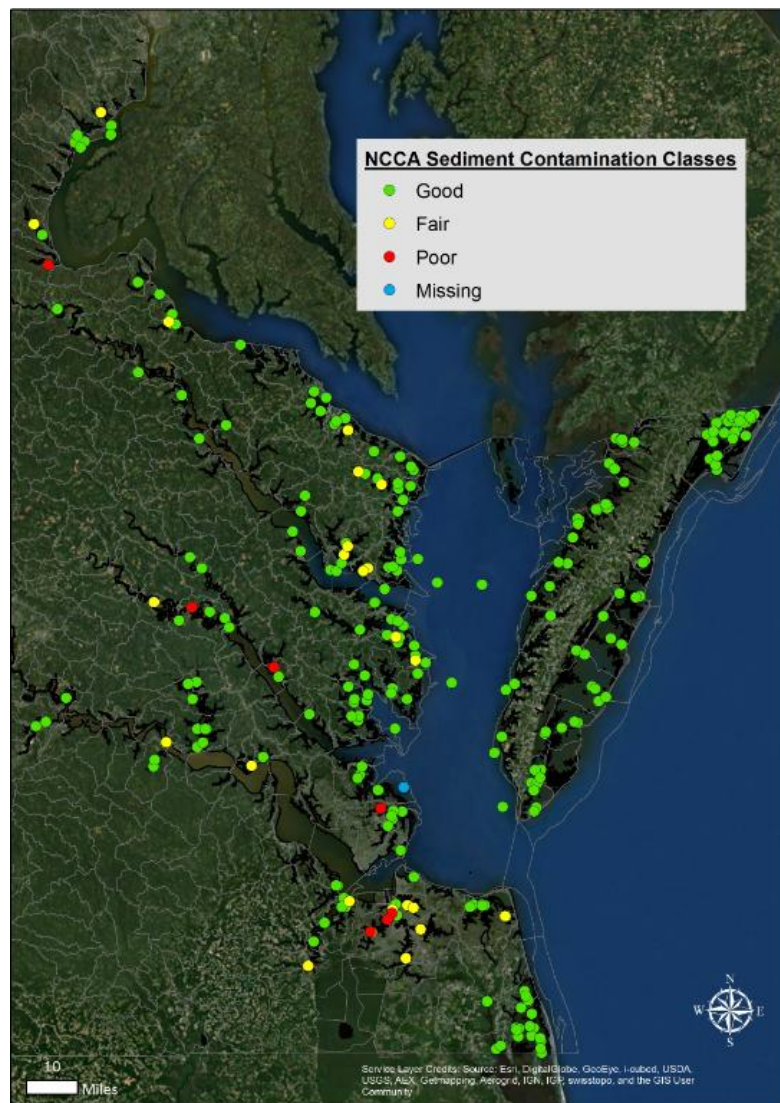 NCCA Sediment Contamination Classes
Good
Fair
Poor
Missing
N
W E
S
10
Miles
Service Layer Credits: Source: Esri, DigitalGlobe, GeoEye, i-cubed, USDA,
USGS, AEX, Getmapping, Aerogrid, IGN, IGP, swisstopo, and the GIS User
Community